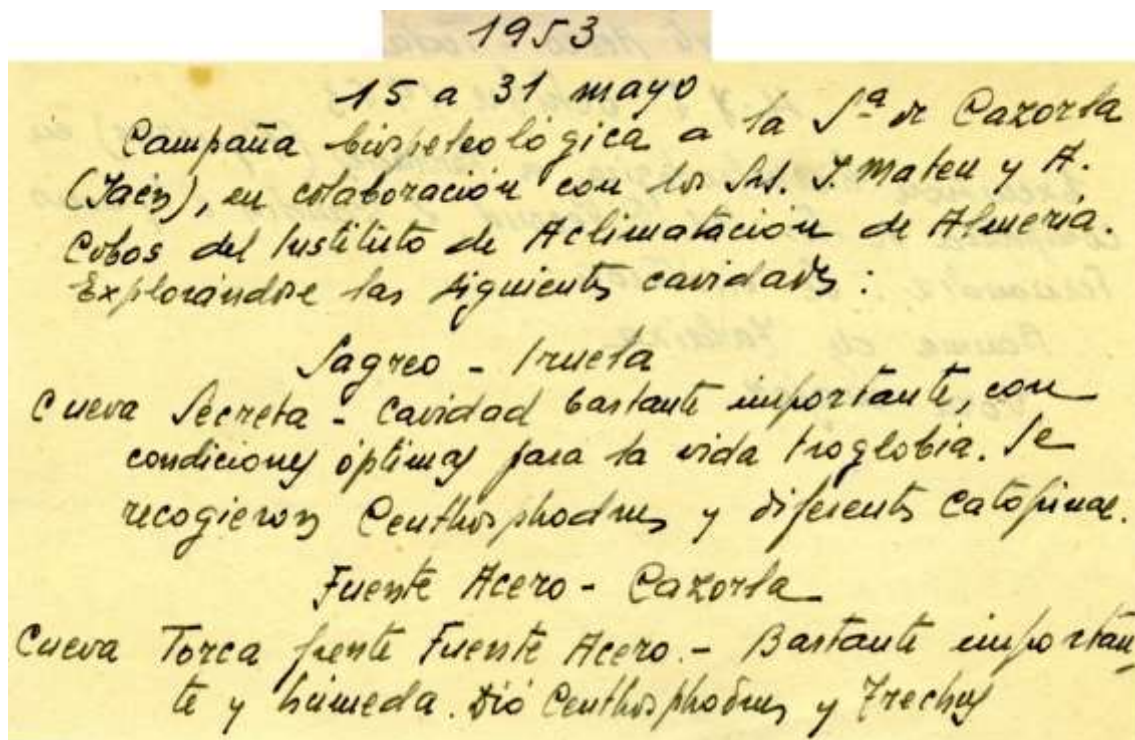 1953
15 a 31 mayo
Campaña biospeleológica a la Sª de Cazorla
(Jaén), en colaboración con los Srs. J. Mateu y A.
Cobos del Instituto de Aclimatación de Almería.
Explorándose las siguientes cavidades:
Sagreo - Iruela
Cueva Secreta - Cavidad bastante importante, con
condiciones óptimas para la vida troglobia. Se
recogieron Ceuthosphodrus y diferentes Catopinae.
Fuente Acero - Cazorla
Cueva Torca frente Fuente Acero. - Bastante importan
te y húmeda. Dió Ceuthosphodrus y Trechus